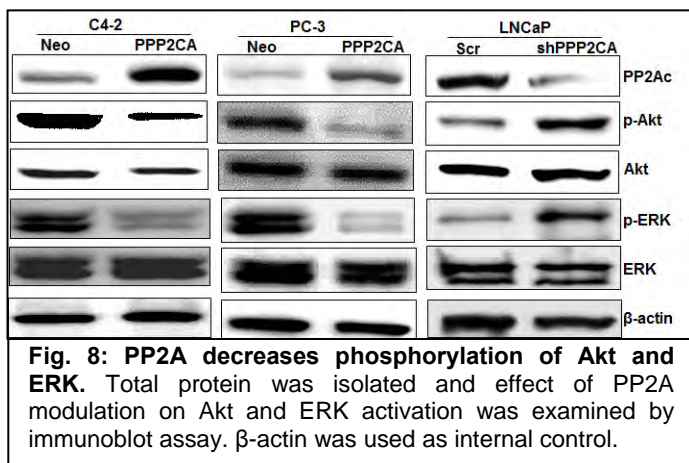 C4-2 PC-3 LNCaP
Neo PPP2CA Neo PPP2CA Scr shPPP2CA
PP2Ac
p-Akt
Akt
p-ERK
ERK
β-actin
Fig. 8: PP2A decreases phosphorylation of Akt and
ERK. Total protein was isolated and effect of PP2A
modulation on Akt and ERK activation was examined by
immunoblot assay. β-actin was used as internal control.